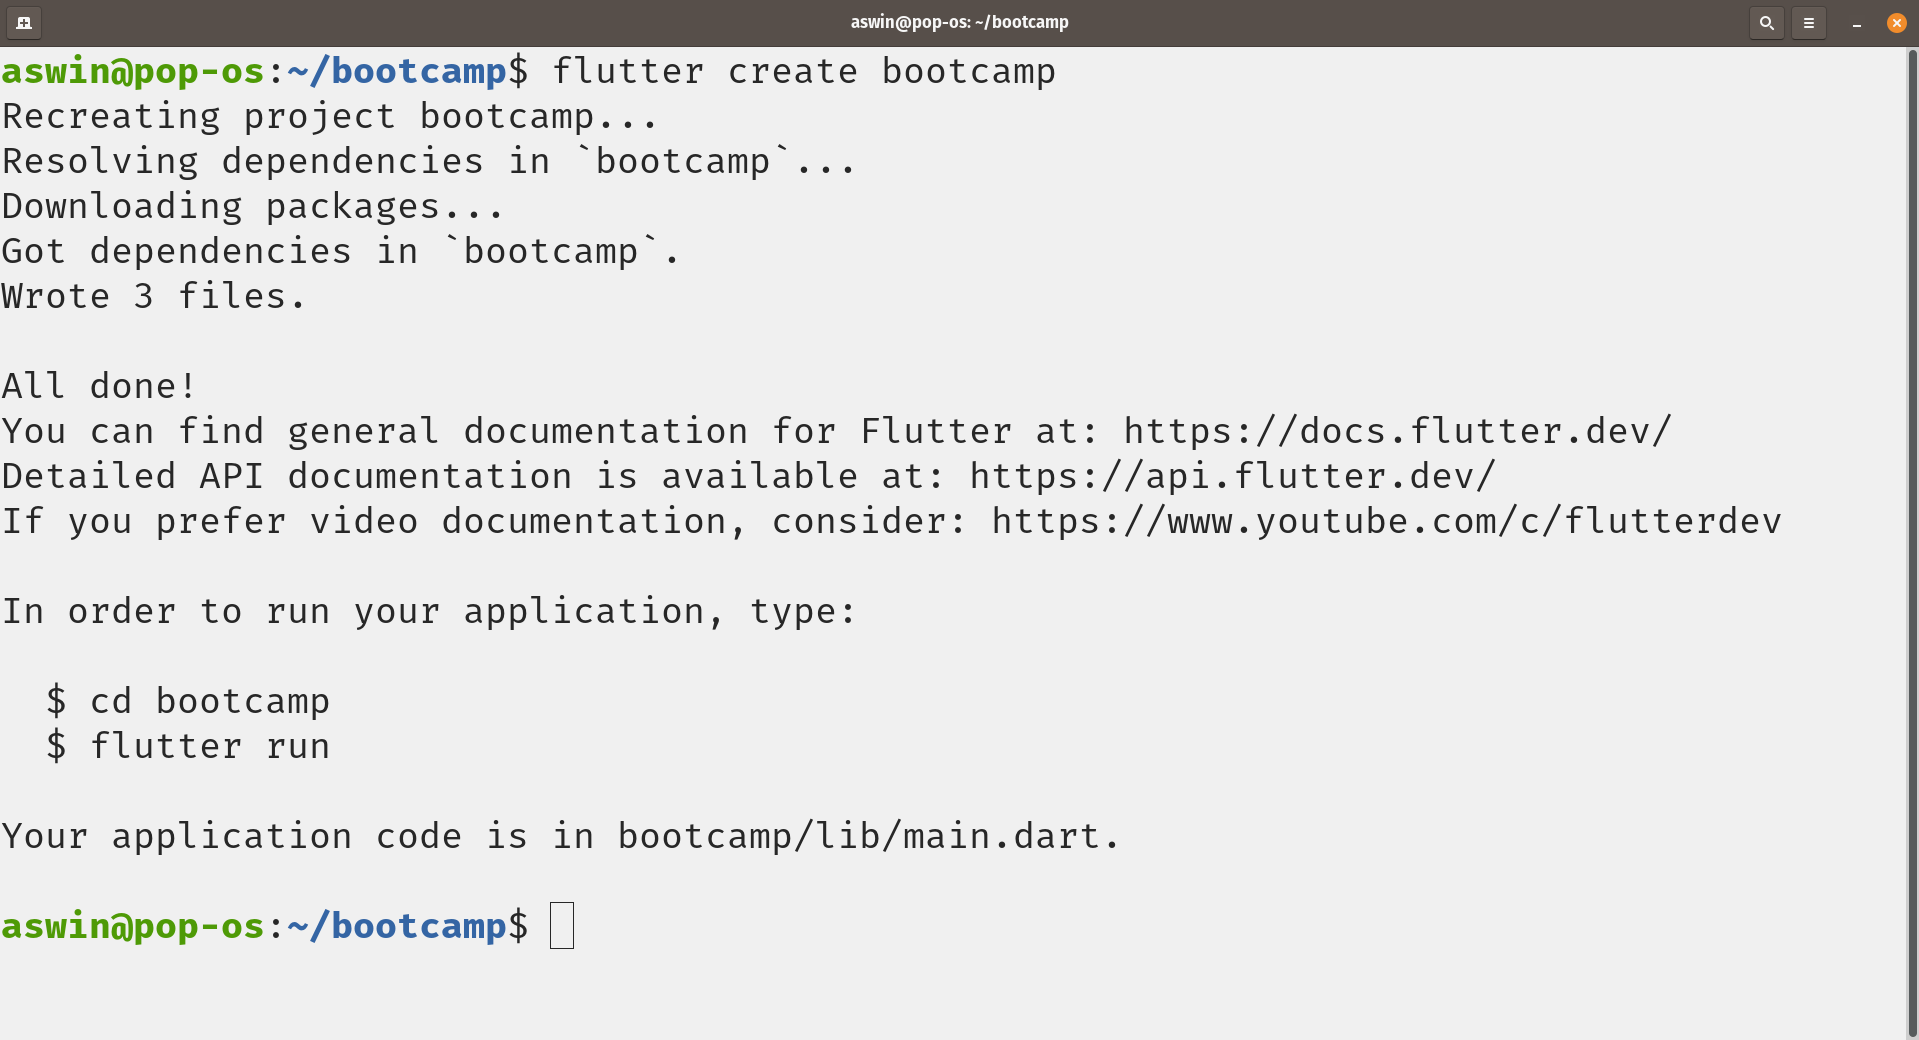 aswin@pop-os: ~/bootcamp
aswin@pop-os:~/bootcamp$ flutter create bootcamp
Recreating project bootcamp...
Resolving dependencies in `bootcamp`...
Downloading packages...
Got dependencies in `bootcamp`.
Wrote 3 files.
All done!
You can find general documentation for Flutter at: https://docs.flutter.dev/
Detailed API documentation is available at: https://api.flutter.dev/
If you prefer video documentation, consider: https://www.youtube.com/c/flutterdev
In order to run your application, type:
$ cd bootcamp
$ flutter run
Your application code is in bootcamp/lib/main.dart.
aswin@pop-os:~/bootcamp$